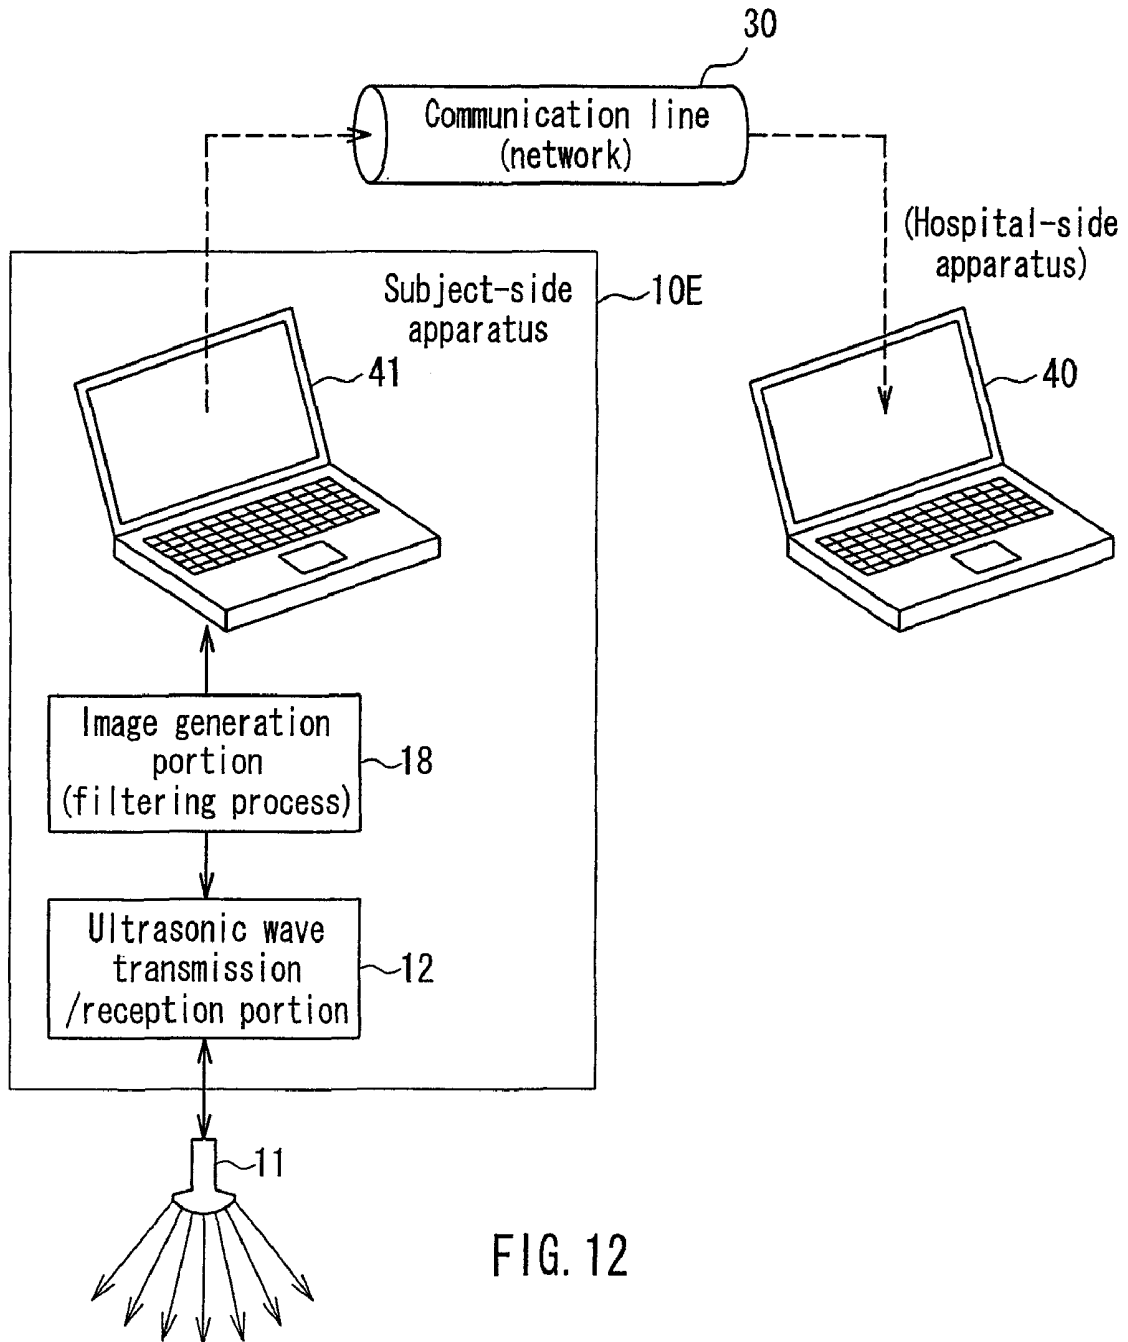 30
Communication line
(network)
(Hospital-side
apparatus)
Subject-side
apparatus
10E
41
40
Image generation
portion
(filtering process)
18
Ultrasonic wave
transmission
/reception portion
12
11
FIG. 12